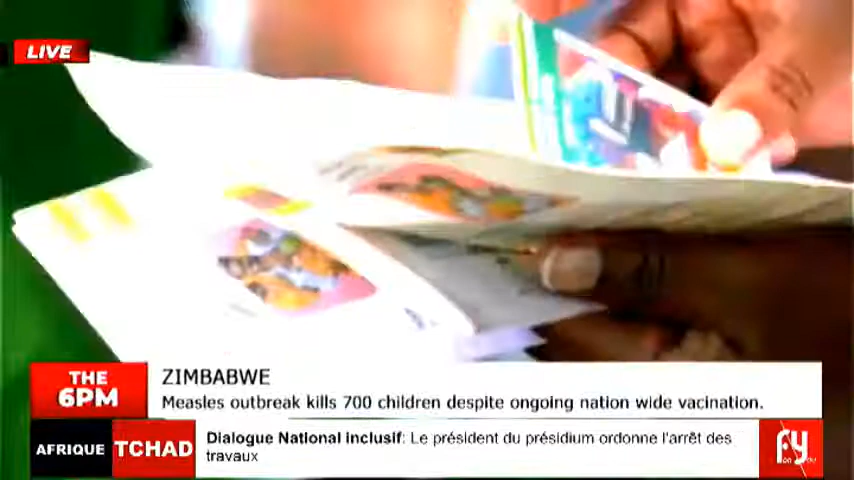 LIVE
THE
6PM
ZIMBABWE
Measles outbreak kills 700 children despite ongoing nation wide vacination.
AFRIQUE
TCHAD
Dialogue National inclusif: Le président du présidium ordonne l'arrêt des
travaux